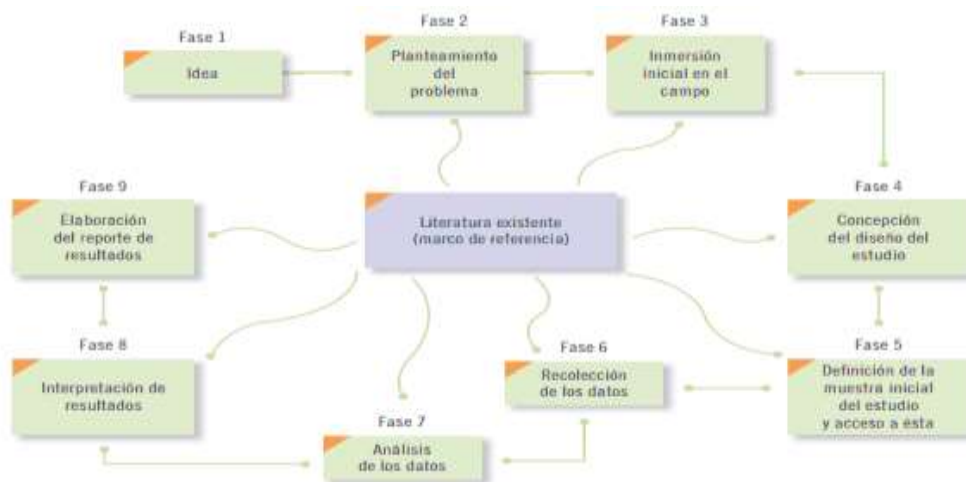 Fase 1
Idea
Fase 2
Planteamiento
del
problema
Fase 3
Inmersión
inicial en el
campo
Fase 9
Elaboración
del reporte de
resultados
Literatura existente
(marco de referencia)
Fase 4
Concepción
del diseño del
estudio
Fase 8
Interpretación de
resultados
Fase 7
Análisis
de los datos
Fase 6
Recolección
de los datos
Fase 5
Definición de la
muestra inicial
del estudio
y acceso a esta